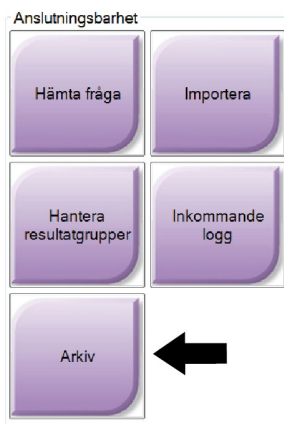 Anslutningsbarhet
Hämta fråga
Importera
Hantera
resultatgrupper
Inkommande
logg
Arkiv